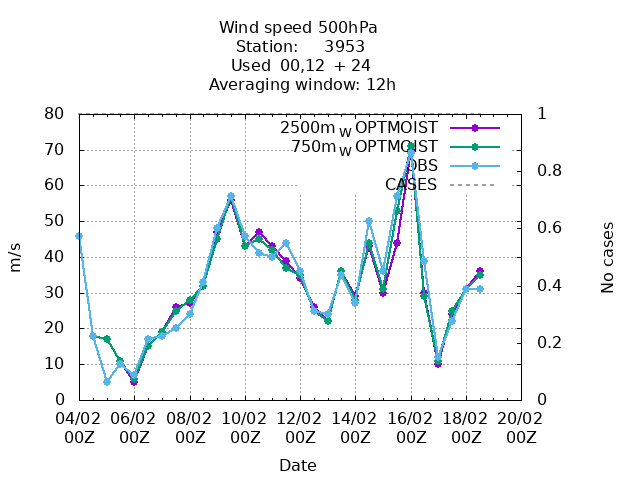 Wind speed 500hPa
Station: 3953
Used 00,12 + 24
Averaging window: 12h
80
70
60
50
40
30
20
10
0
1
0.8
0.6
0.4
0.2
0
2500m W OPTMOIST
750m W OPTMOIST
OBS
CASES
m/s
No cases
04/02 06/02 08/02 10/02 12/02 14/02 16/02 18/02 20/02
00Z 00Z 00Z 00Z 00Z 00Z 00Z 00Z 00Z
Date